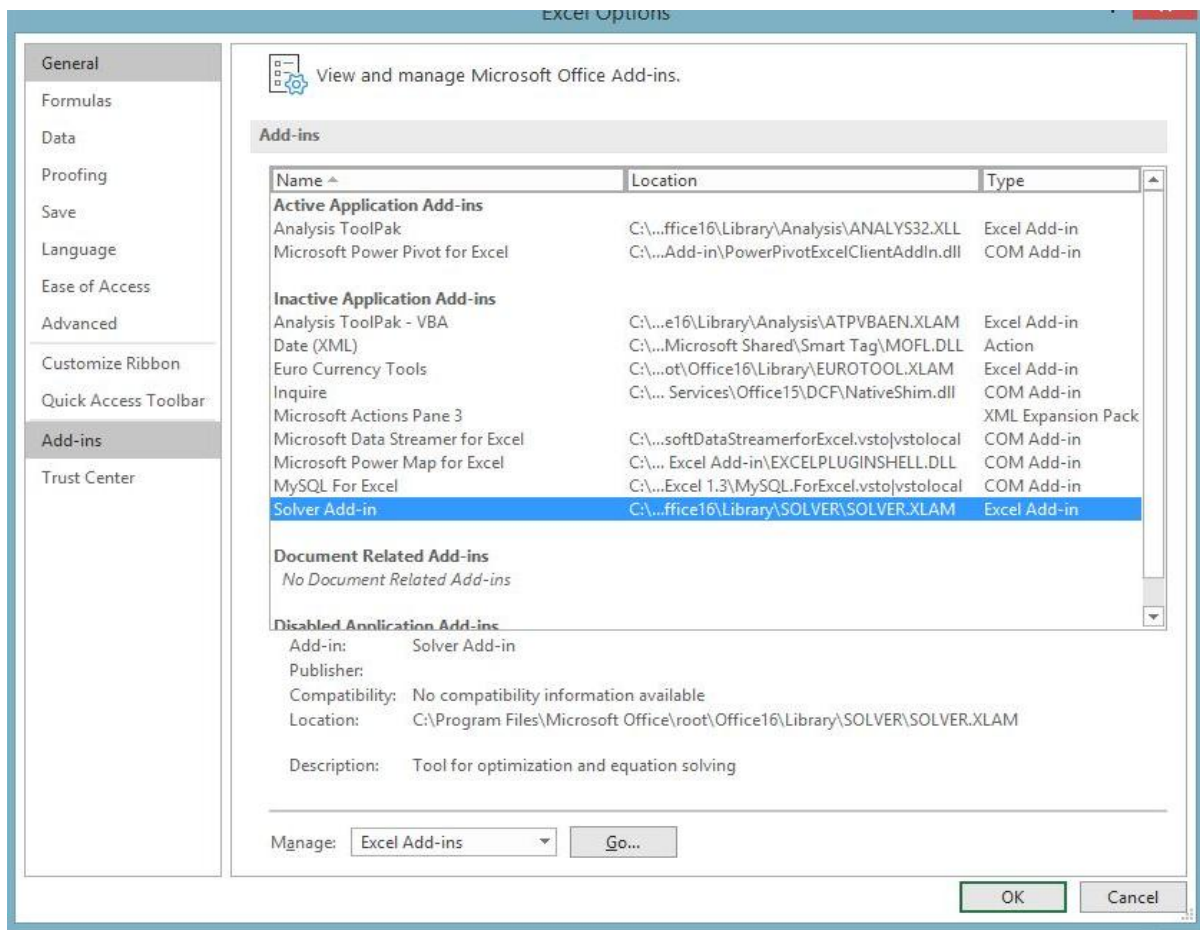 Excel Options
General
Formulas
Data
Proofing
Save
Language
Ease of Access
Advanced
Customize Ribbon
Quick Access Toolbar
Add-ins
Trust Center
View and manage Microsoft Office Add-ins.
Add-ins
Name Location Type
Active Application Add-ins
Analysis ToolPak C:\...ffice16\Library\Analysis\ANALYS32.XLL Excel Add-in
Microsoft Power Pivot for Excel C:\...Add-in\PowerPivotExcelClientAddIn.dll COM Add-in
Inactive Application Add-ins
Analysis ToolPak - VBA C:\...e16\Library\Analysis\ATPVBAEN.XLAM Excel Add-in
Date (XML) C:\...Microsoft Shared\Smart Tag\MOFL.DLL Action
Euro Currency Tools C:\...ot\Office16\Library\EUROTOOL.XLAM Excel Add-in
Inquire C:\... Services\Office15\DCF\NativeShim.dll COM Add-in
Microsoft Actions Pane 3 XML Expansion Pack
Microsoft Data Streamer for Excel C:\...softDataStreamerforExcel.vsto|vstolocal COM Add-in
Microsoft Power Map for Excel C:\... Excel Add-in\EXCELPLUGINSHELL.DLL COM Add-in
MySQL For Excel C:\...Excel 1.3\MySQL.ForExcel.vsto|vstolocal COM Add-in
Solver Add-in C:\...ffice16\Library\SOLVER\SOLVER.XLAM Excel Add-in
Document Related Add-ins
No Document Related Add-ins
Disabled Application Add-ins
Add-in: Solver Add-in
Publisher:
Compatibility: No compatibility information available
Location: C:\Program Files\Microsoft Office\root\Office16\Library\SOLVER\SOLVER.XLAM
Description: Tool for optimization and equation solving
Manage: Excel Add-ins Go...
OK Cancel